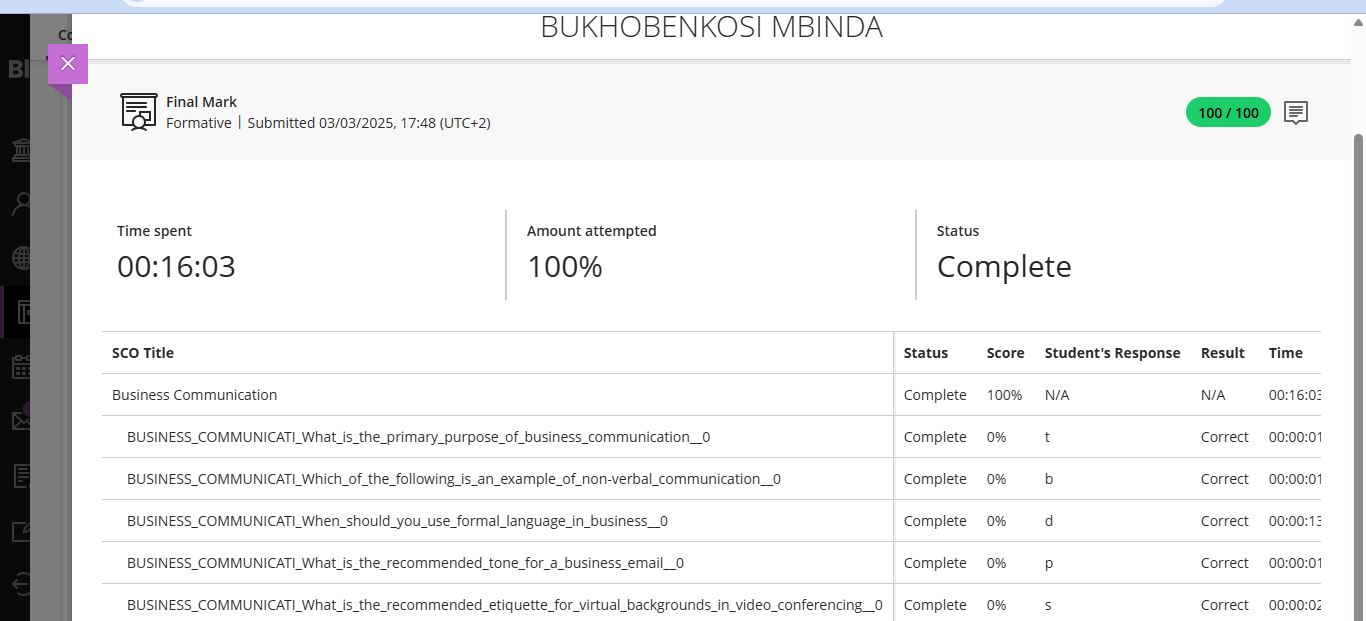 BUKHOBENKOSI MBINDA
Final Mark
Formative | Submitted 03/03/2025, 17:48 (UTC+2)
100 / 100
Time spent
00:16:03
Amount attempted
100%
Status
Complete
SCO Title Status Score Student's Response Result Time
Business Communication Complete 100% N/A N/A 00:16:03
BUSINESS_COMMUNICATI_What_is_the_primary_purpose_of_business_communication__0 Complete 0% t Correct 00:00:01
BUSINESS_COMMUNICATI_Which_of_the_following_is_an_example_of_non-verbal_communication__0 Complete 0% b Correct 00:00:01
BUSINESS_COMMUNICATI_When_should_you_use_formal_language_in_business__0 Complete 0% d Correct 00:00:13
BUSINESS_COMMUNICATI_What_is_the_recommended_tone_for_a_business_email__0 Complete 0% p Correct 00:00:01
BUSINESS_COMMUNICATI_What_is_the_recommended_etiquette_for_virtual_backgrounds_in_video_conferencing__0 Complete 0% s Correct 00:00:02